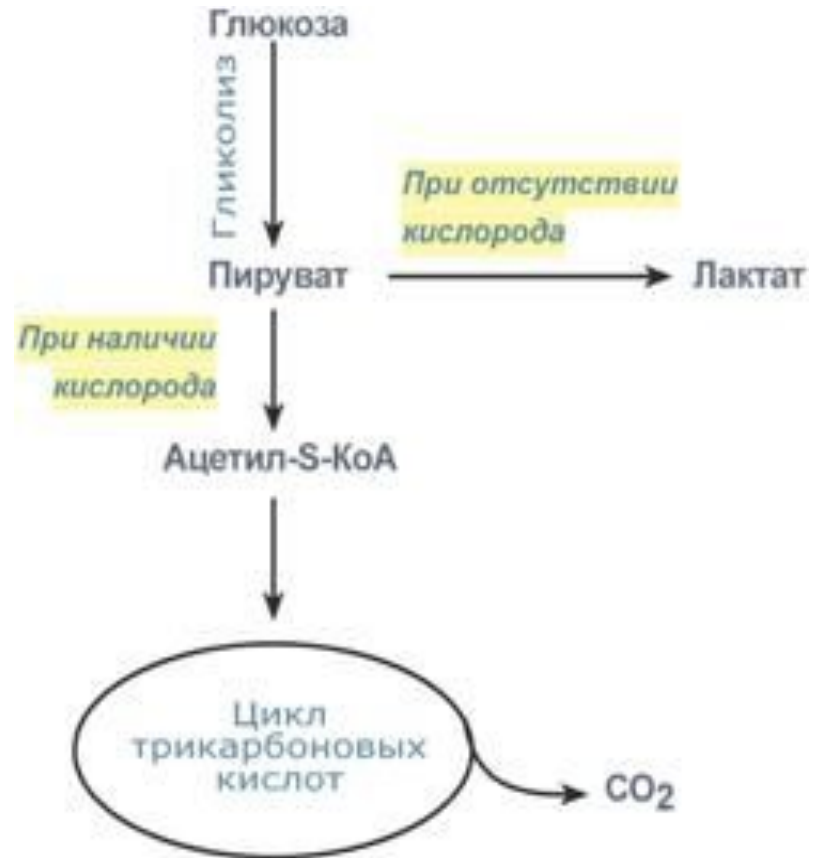 Глюкоза
Гликолиз
При отсутствии
кислорода
Пируват
Лактат
При наличии
кислорода
Ацетил-S-КоА
Цикл
трикарбоновых
кислот
CO₂